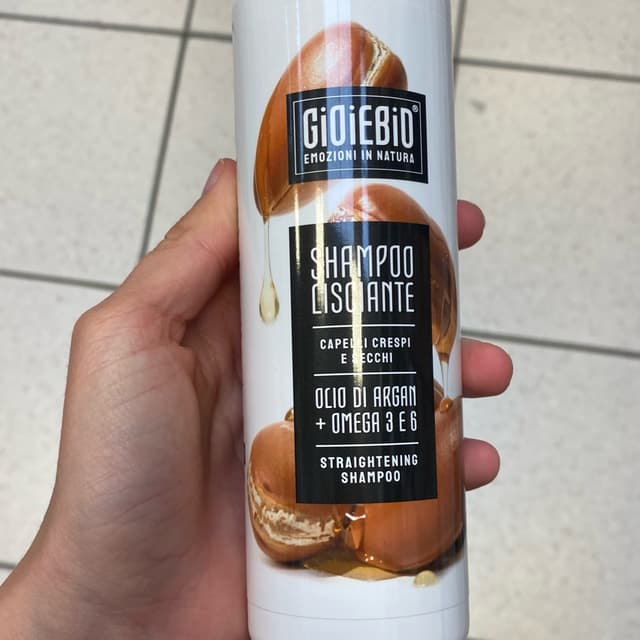 GiOiEBiO®
EMOZIONI IN NATURA
SHAMPOO
LISCIANTE
CAPELLI CRESPI
E SECCHI
OLIO DI ARGAN
+ OMEGA 3 E 6
STRAIGHTENING
SHAMPOO